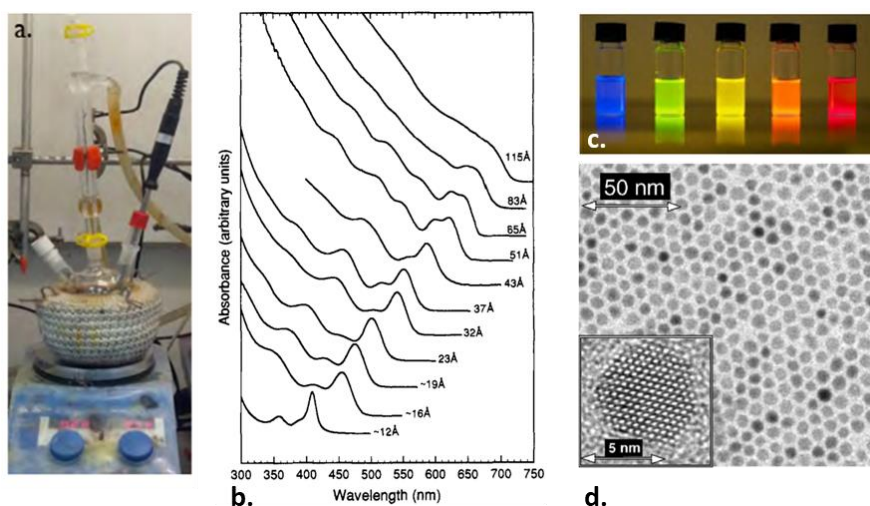 a.
Absorbance (arbitrary units)
115Å
83Å
65Å
51Å
43Å
37Å
32Å
23Å
~19Å
~16Å
~12Å
300 350 400 450 500 550 600 650 700 750
Wavelength (nm)
b.
c.
50 nm
5 nm
d.